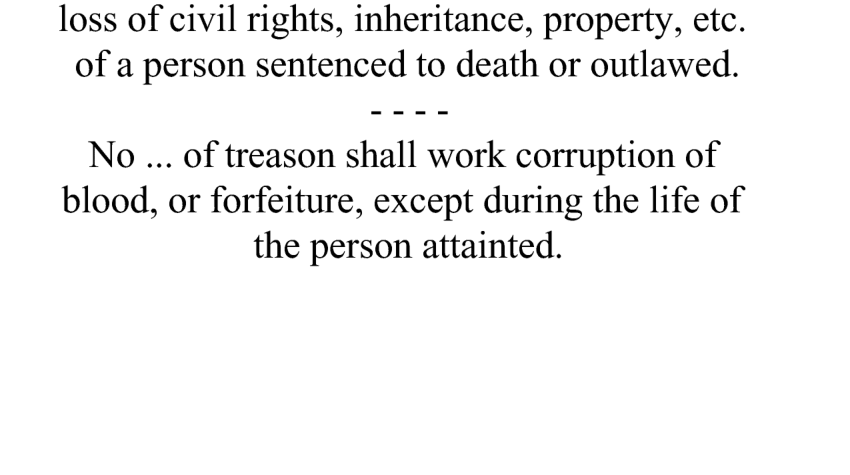 loss of civil rights, inheritance, property, etc.
of a person sentenced to death or outlawed.
- - - -
No ... of treason shall work corruption of
blood, or forfeiture, except during the life of
the person attainted.